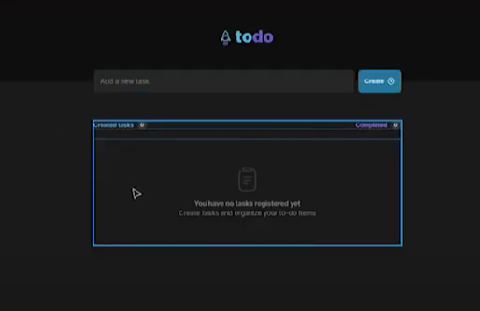 todo
Add a new task
Create
Created tasks 0
Completed 0
You have no tasks registered yet
Create tasks and organize your to-do items